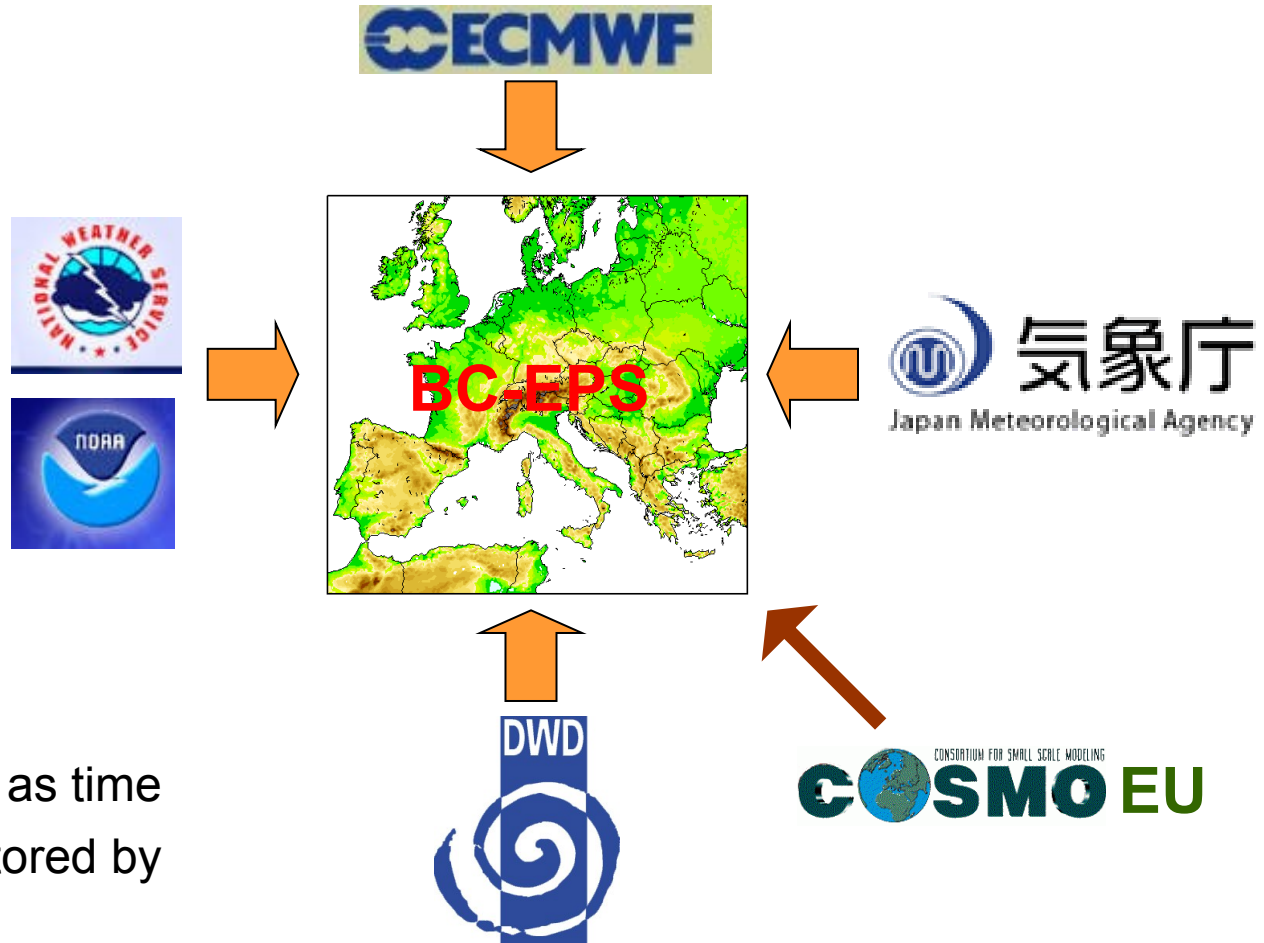 ECMWF
NATIONAL WEATHER SERVICE
NOAA
BC-EPS
気象庁
Japan Meteorological Agency
DWD
CONSORTIUM FOR SMALL SCALE MODELING
COSMO EU
as time
tored by